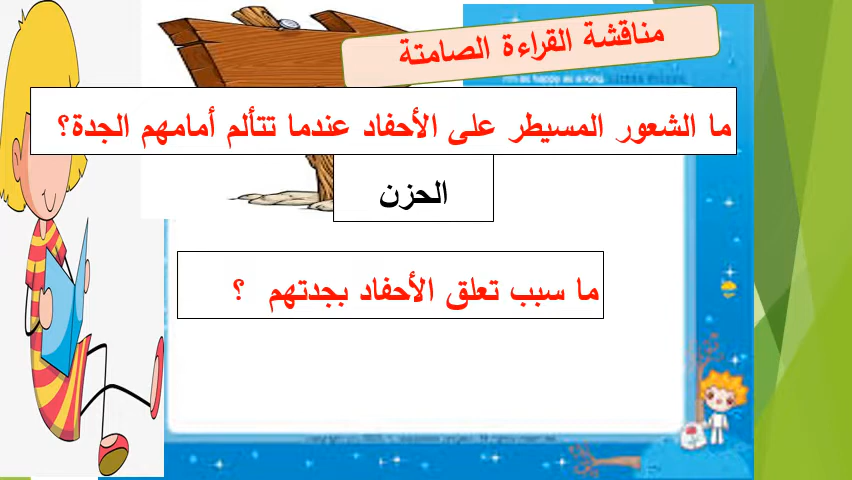 مناقشة القراءة الصامتة
ما الشعور المسيطر على الأحفاد عندما تتألم أمامهم الجدة؟
الحزن
ما سبب تعلق الأحفاد بجدتهم ؟